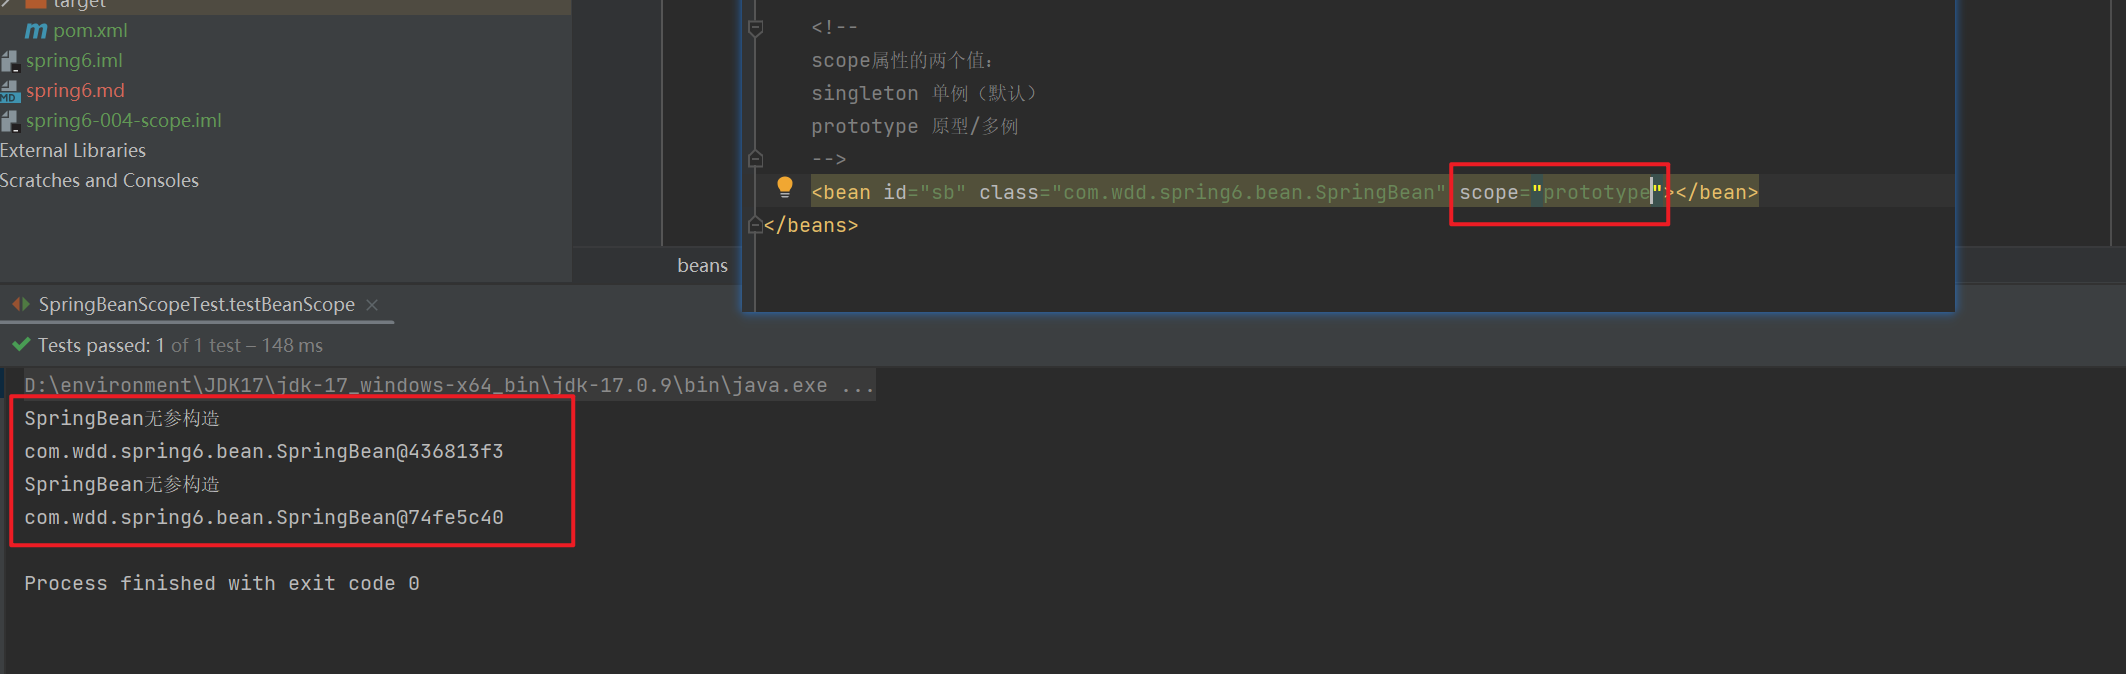 target
pom.xml
spring6.iml
spring6.md
spring6-004-scope.iml
External Libraries
Scratches and Consoles
<!--
scope属性的两个值：
singleton 单例（默认）
prototype 原型/多例
-->
<bean id="sb" class="com.wdd.spring6.bean.SpringBean" scope="prototype"></bean>
</beans>
beans
SpringBeanScopeTest.testBeanScope
Tests passed: 1 of 1 test – 148 ms
D:\environment\JDK17\jdk-17_windows-x64_bin\jdk-17.0.9\bin\java.exe ...
SpringBean无参构造
com.wdd.spring6.bean.SpringBean@436813f3
SpringBean无参构造
com.wdd.spring6.bean.SpringBean@74fe5c40
Process finished with exit code 0